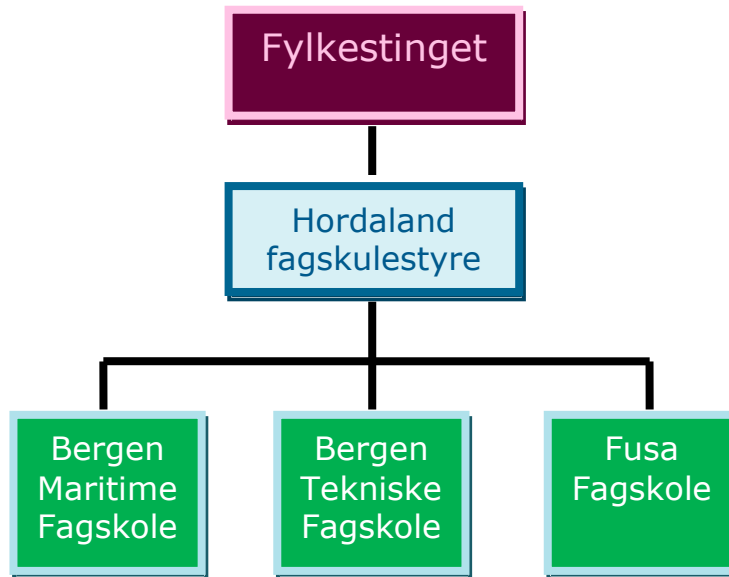 Fylkestinget
Hordaland
fagskulestyre
Bergen
Maritime
Fagskole
Bergen
Tekniske
Fagskole
Fusa
Fagskole